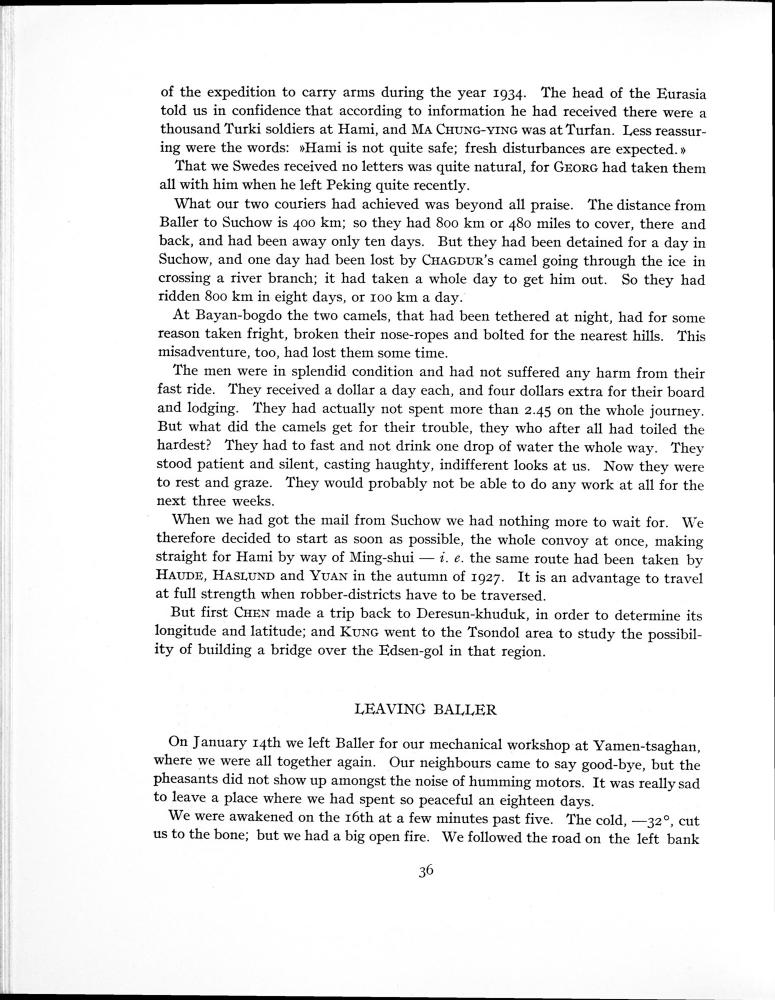 of the expedition to carry arms during the year 1934. The head of the Eurasia
told us in confidence that according to information he had received there were a
thousand Turki soldiers at Hami, and MA CHUNG-YING was at Turfan. Less reassur-
ing were the words: »Hami is not quite safe; fresh disturbances are expected.»
That we Swedes received no letters was quite natural, for GEORG had taken them
all with him when he left Peking quite recently.
What our two couriers had achieved was beyond all praise. The distance from
Baller to Suchow is 400 km; so they had 800 km or 480 miles to cover, there and
back, and had been away only ten days. But they had been detained for a day in
Suchow, and one day had been lost by CHAGDUR's camel going through the ice in
crossing a river branch; it had taken a whole day to get him out. So they had
ridden 800 km in eight days, or 100 km a day.
At Bayan-bogdo the two camels, that had been tethered at night, had for some
reason taken fright, broken their nose-ropes and bolted for the nearest hills. This
misadventure, too, had lost them some time.
The men were in splendid condition and had not suffered any harm from their
fast ride. They received a dollar a day each, and four dollars extra for their board
and lodging. They had actually not spent more than 2.45 on the whole journey.
But what did the camels get for their trouble, they who after all had toiled the
hardest? They had to fast and not drink one drop of water the whole way. They
stood patient and silent, casting haughty, indifferent looks at us. Now they were
to rest and graze. They would probably not be able to do any work at all for the
next three weeks.
When we had got the mail from Suchow we had nothing more to wait for. We
therefore decided to start as soon as possible, the whole convoy at once, making
straight for Hami by way of Ming-shui — i. e. the same route had been taken by
HAUDE, HASLUND and YUAN in the autumn of 1927. It is an advantage to travel
at full strength when robber-districts have to be traversed.
But first CHEN made a trip back to Deresun-khuduk, in order to determine its
longitude and latitude; and KUNG went to the Tsondol area to study the possibil-
ity of building a bridge over the Edsen-gol in that region.
LEAVING BALLER
On January 14th we left Baller for our mechanical workshop at Yamen-tsaghan,
where we were all together again. Our neighbours came to say good-bye, but the
pheasants did not show up amongst the noise of humming motors. It was really sad
to leave a place where we had spent so peaceful an eighteen days.
We were awakened on the 16th at a few minutes past five. The cold, —32°, cut
us to the bone; but we had a big open fire. We followed the road on the left bank
36